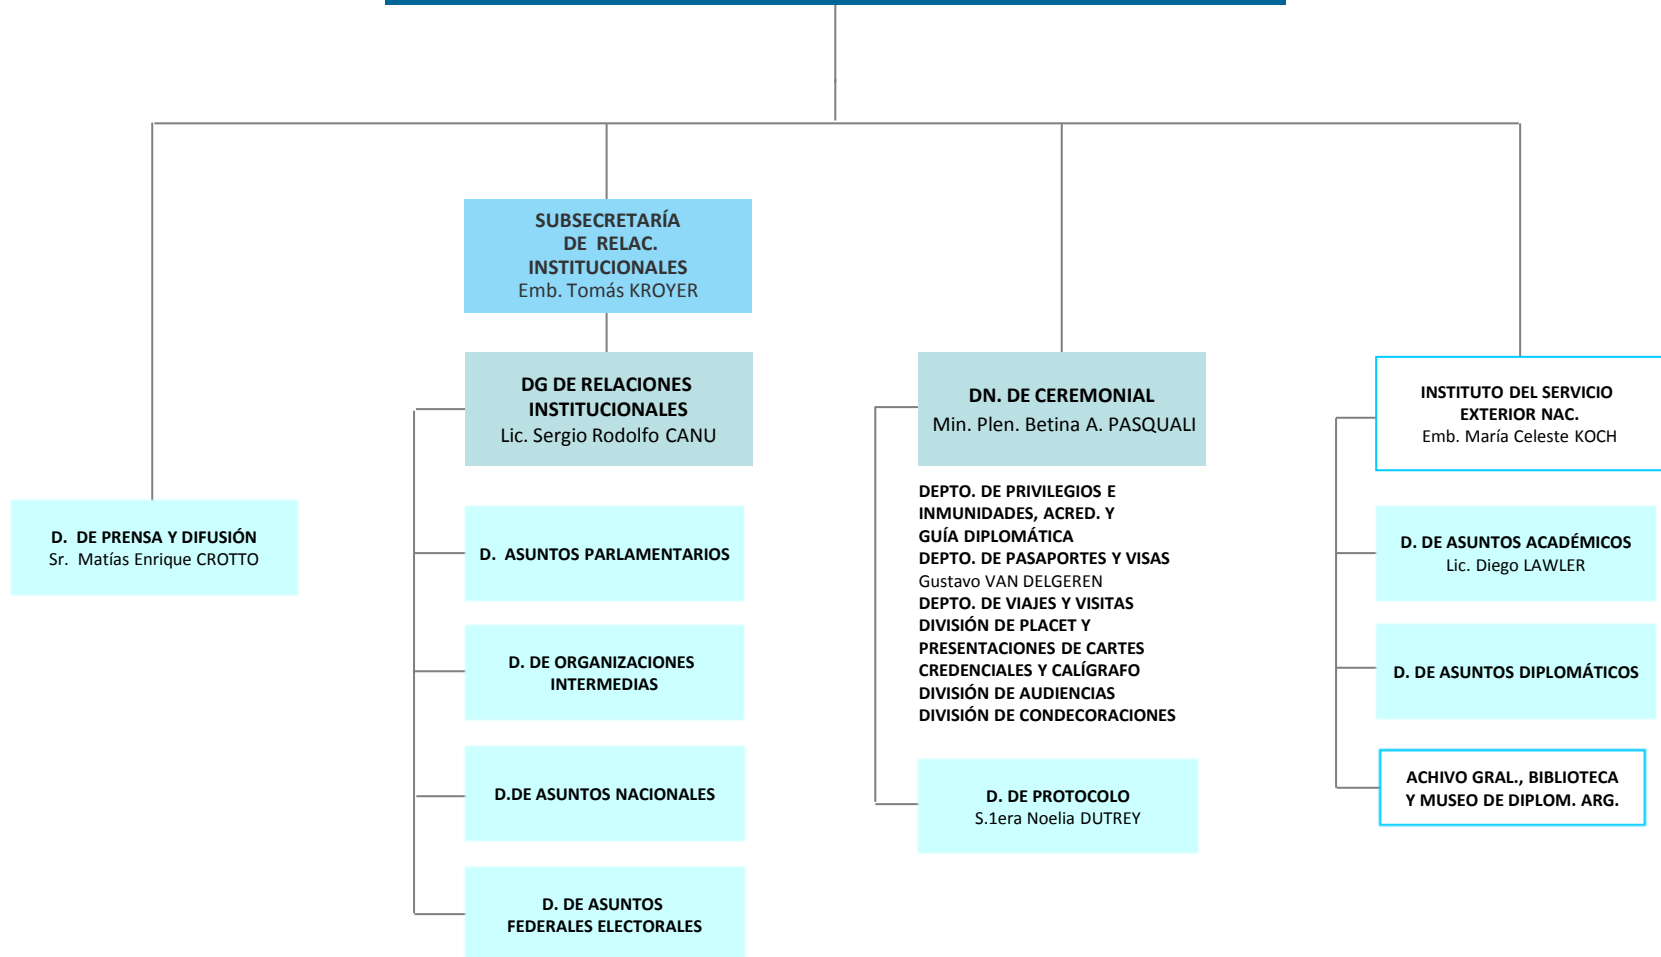 SUBSECRETARÍA
DE RELAC.
INSTITUCIONALES
Emb. Tomás KROYER
DG DE RELACIONES
INSTITUCIONALES
Lic. Sergio Rodolfo CANU
DN. DE CEREMONIAL
Min. Plen. Betina A. PASQUALI
INSTITUTO DEL SERVICIO
EXTERIOR NAC.
Emb. María Celeste KOCH
D. DE PRENSA Y DIFUSIÓN
Sr. Matías Enrique CROTTO
D. ASUNTOS PARLAMENTARIOS
D. DE ORGANIZACIONES
INTERMEDIAS
D.DE ASUNTOS NACIONALES
D. DE ASUNTOS
FEDERALES ELECTORALES
DEPTO. DE PRIVILEGIOS E
INMUNIDADES, ACRED. Y
GUÍA DIPLOMÁTICA
DEPTO. DE PASAPORTES Y VISAS
Gustavo VAN DELGEREN
DEPTO. DE VIAJES Y VISITAS
DIVISIÓN DE PLACET Y
PRESENTACIONES DE CARTES
CREDENCIALES Y CALÍGRAFO
DIVISIÓN DE AUDIENCIAS
DIVISIÓN DE CONDECORACIONES
D. DE PROTOCOLO
S.1era Noelia DUTREY
D. DE ASUNTOS ACADÉMICOS
Lic. Diego LAWLER
D. DE ASUNTOS DIPLOMÁTICOS
ACHIVO GRAL., BIBLIOTECA
Y MUSEO DE DIPLOM. ARG.